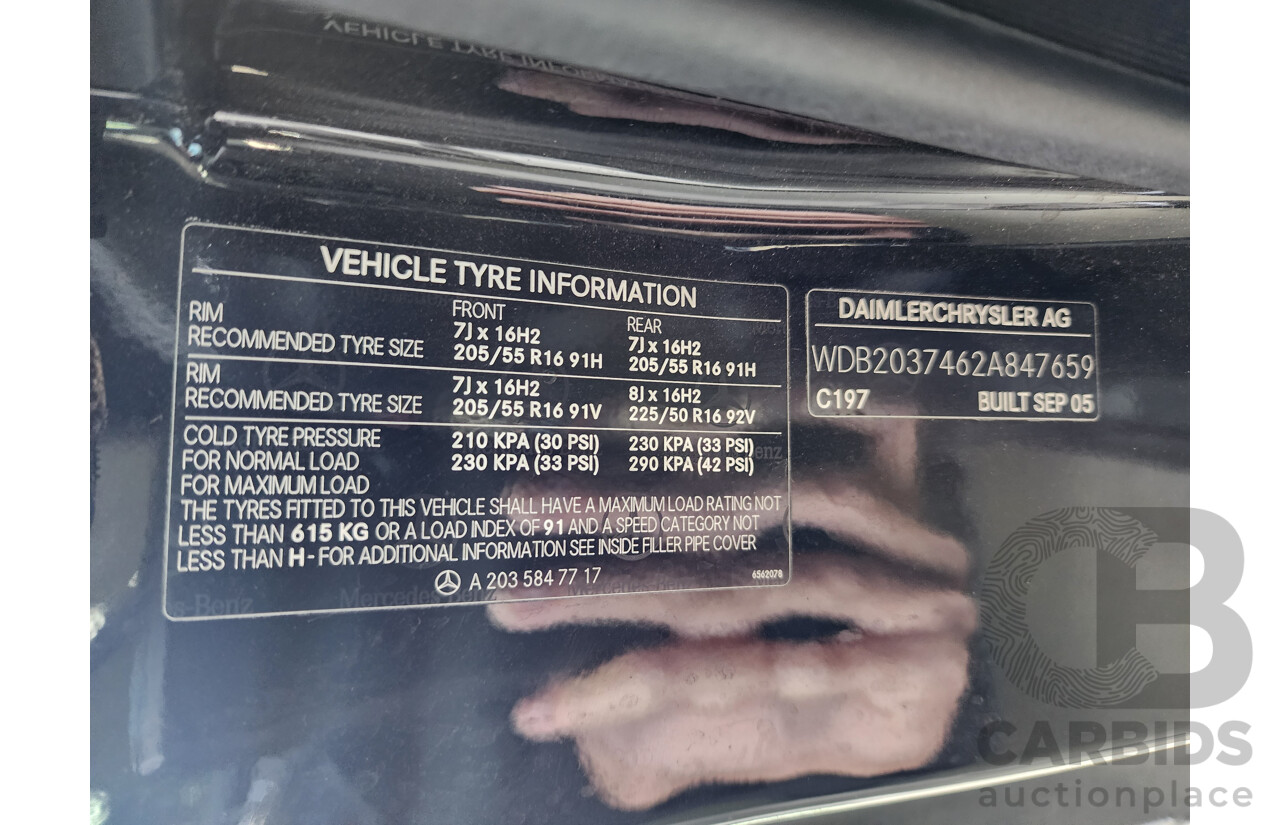 VEHICLE TYRE INFORM
VEHICLE TYRE INFORMATION
FRONT REAR
RIM 7J x 16H2 7J x 16H2
RECOMMENDED TYRE SIZE 205/55 R16 91H 205/55 R16 91H
RIM 7J x 16H2 8J x 16H2
RECOMMENDED TYRE SIZE 205/55 R16 91V 225/50 R16 92V
COLD TYRE PRESSURE 210 KPA (30 PSI) 230 KPA (33 PSI)
FOR NORMAL LOAD 230 KPA (33 PSI) 290 KPA (42 PSI)
FOR MAXIMUM LOAD
THE TYRES FITTED TO THIS VEHICLE SHALL HAVE A MAXIMUM LOAD RATING NOT
LESS THAN 615 KG OR A LOAD INDEX OF 91 AND A SPEED CATEGORY NOT
LESS THAN H - FOR ADDITIONAL INFORMATION SEE INSIDE FILLER PIPE COVER
A 203 584 77 17 6562078
DAIMLERCHRYSLER AG
WDB2037462A847659
C197 BUILT SEP 05
CB
CARBIDS
auctionplace